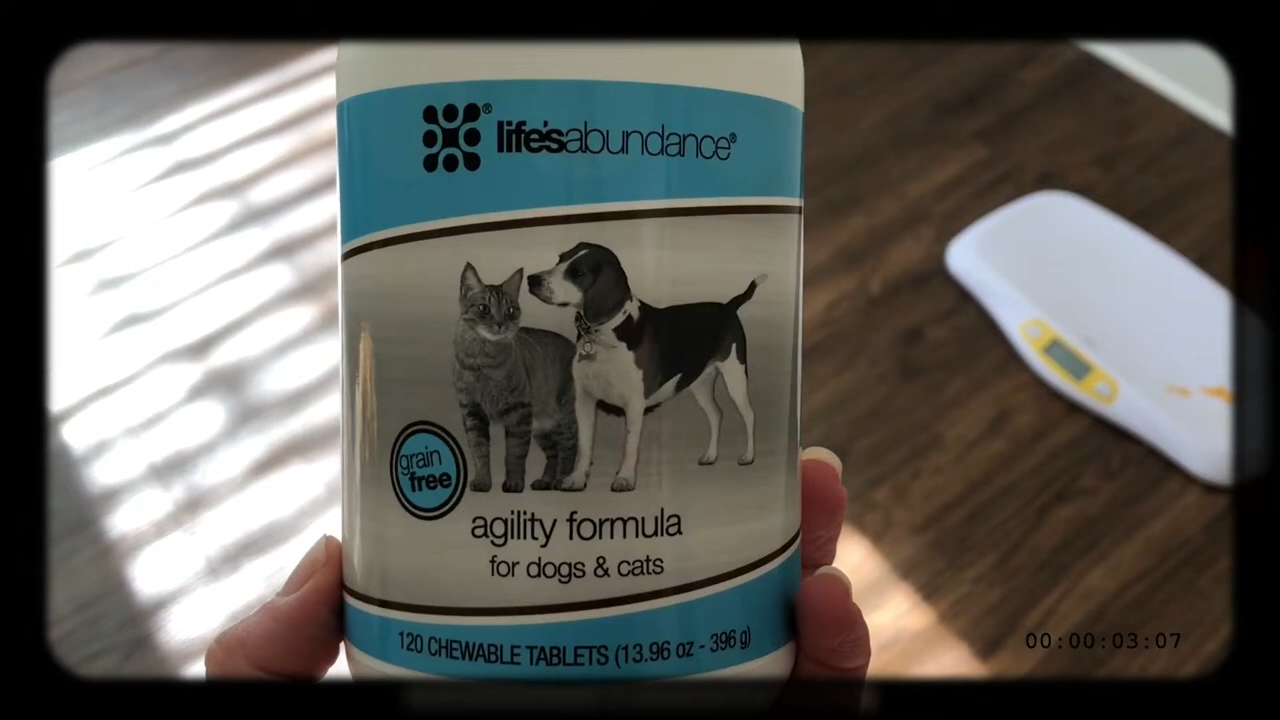 life'sabundance®
grain
free
agility formula
for dogs & cats
120 CHEWABLE TABLETS (13.96 oz - 396 g)
00:00:03:07